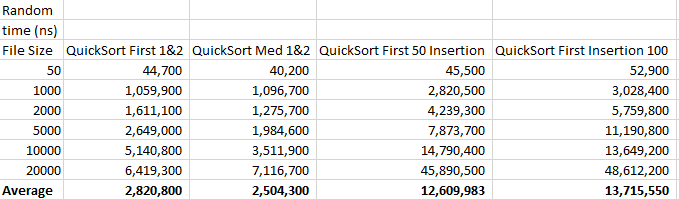 Random
time (ns)
File Size QuickSort First 1&2 QuickSort Med 1&2 QuickSort First 50 Insertion QuickSort First Insertion 100
50 44,700 40,200 45,500 52,900
1000 1,059,900 1,096,700 2,820,500 3,028,400
2000 1,611,100 1,275,700 4,239,300 5,759,800
5000 2,649,000 1,984,600 7,873,700 11,190,800
10000 5,140,800 3,511,900 14,790,400 13,649,200
20000 6,419,300 7,116,700 45,890,500 48,612,200
Average 2,820,800 2,504,300 12,609,983 13,715,550